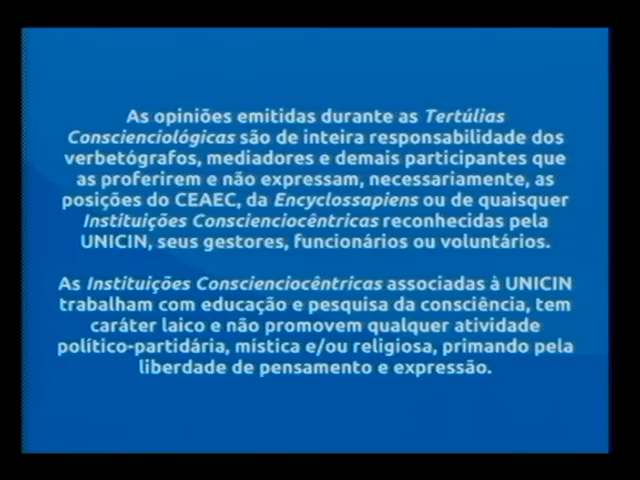 As opiniões emitidas durante as Tertúlias
Conscienciológicas são de inteira responsabilidade dos
verbetógrafos, mediadores e demais participantes que
as proferirem e não expressam, necessariamente, as
posições do CEAEC, da Encyclossapiens ou de quaisquer
Instituições Conscienciocêntricas reconhecidas pela
UNICIN, seus gestores, funcionários ou voluntários.
As Instituições Conscienciocêntricas associadas à UNICIN
trabalham com educação e pesquisa da consciência, tem
caráter laico e não promovem qualquer atividade
político-partidária, mística e/ou religiosa, primando pela
liberdade de pensamento e expressão.